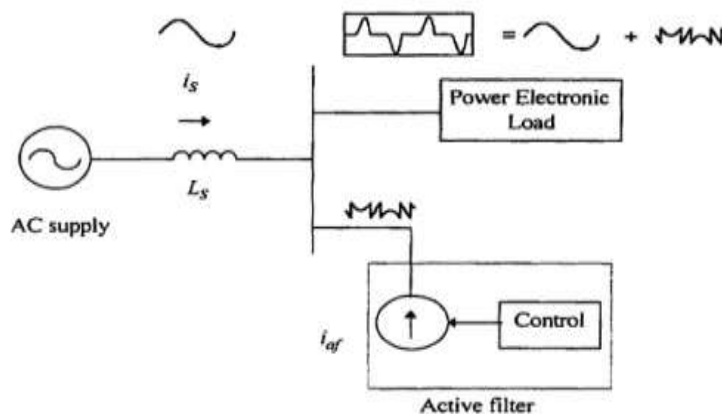 =
+
i_s
Power Electronic
Load
L_s
AC supply
i_af
Control
Active filter